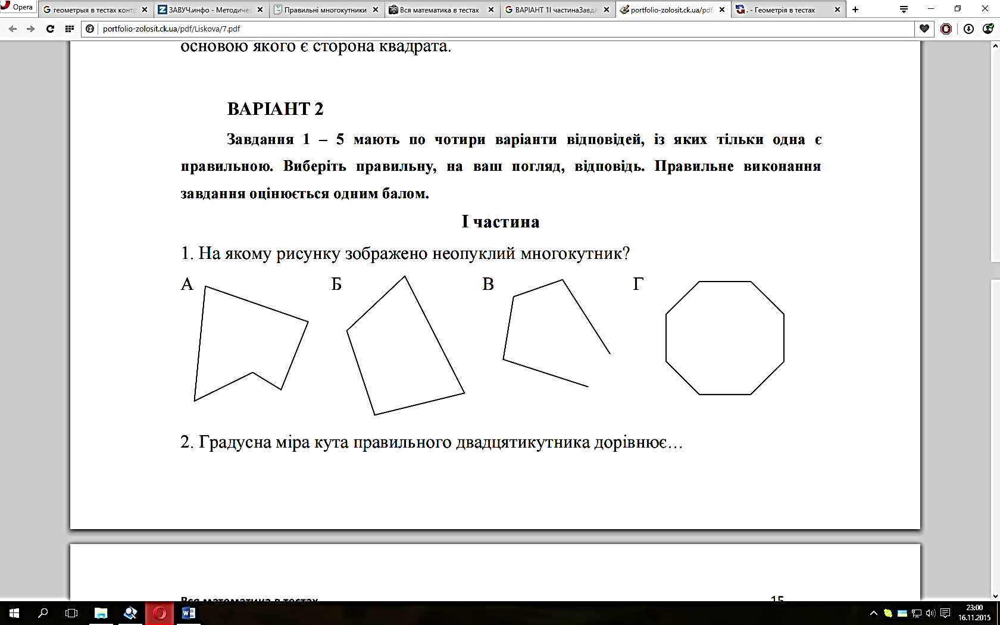 Opera
геометрыя в тестах контр
ЗАВУЧ.инфо - Методичес
Правильні многокутники
Вся математика в тестах
ВАРІАНТ 1І частинаЗавда
portfolio-zolosit.ck.ua/pdf
. - Геометрія в тестах
portfolio-zolosit.ck.ua/pdf/Liskova/7.pdf
основою якого є сторона квадрата.
ВАРІАНТ 2
Завдання 1 – 5 мають по чотири варіанти відповідей, із яких тільки одна є
правильною. Виберіть правильну, на ваш погляд, відповідь. Правильне виконання
завдання оцінюється одним балом.
І частина
1. На якому рисунку зображено неопуклий многокутник?
А Б В Г
2. Градусна міра кута правильного двадцятикутника дорівнює…
Вся математика в тестах 15
23:00
16.11.2015